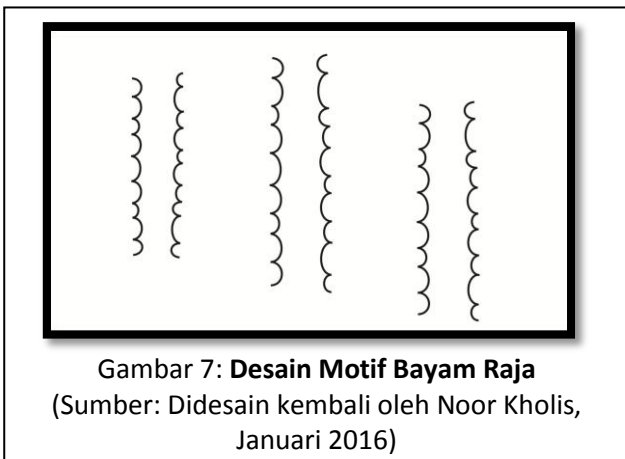 Gambar 7: Desain Motif Bayam Raja
(Sumber: Didesain kembali oleh Noor Kholis,
Januari 2016)